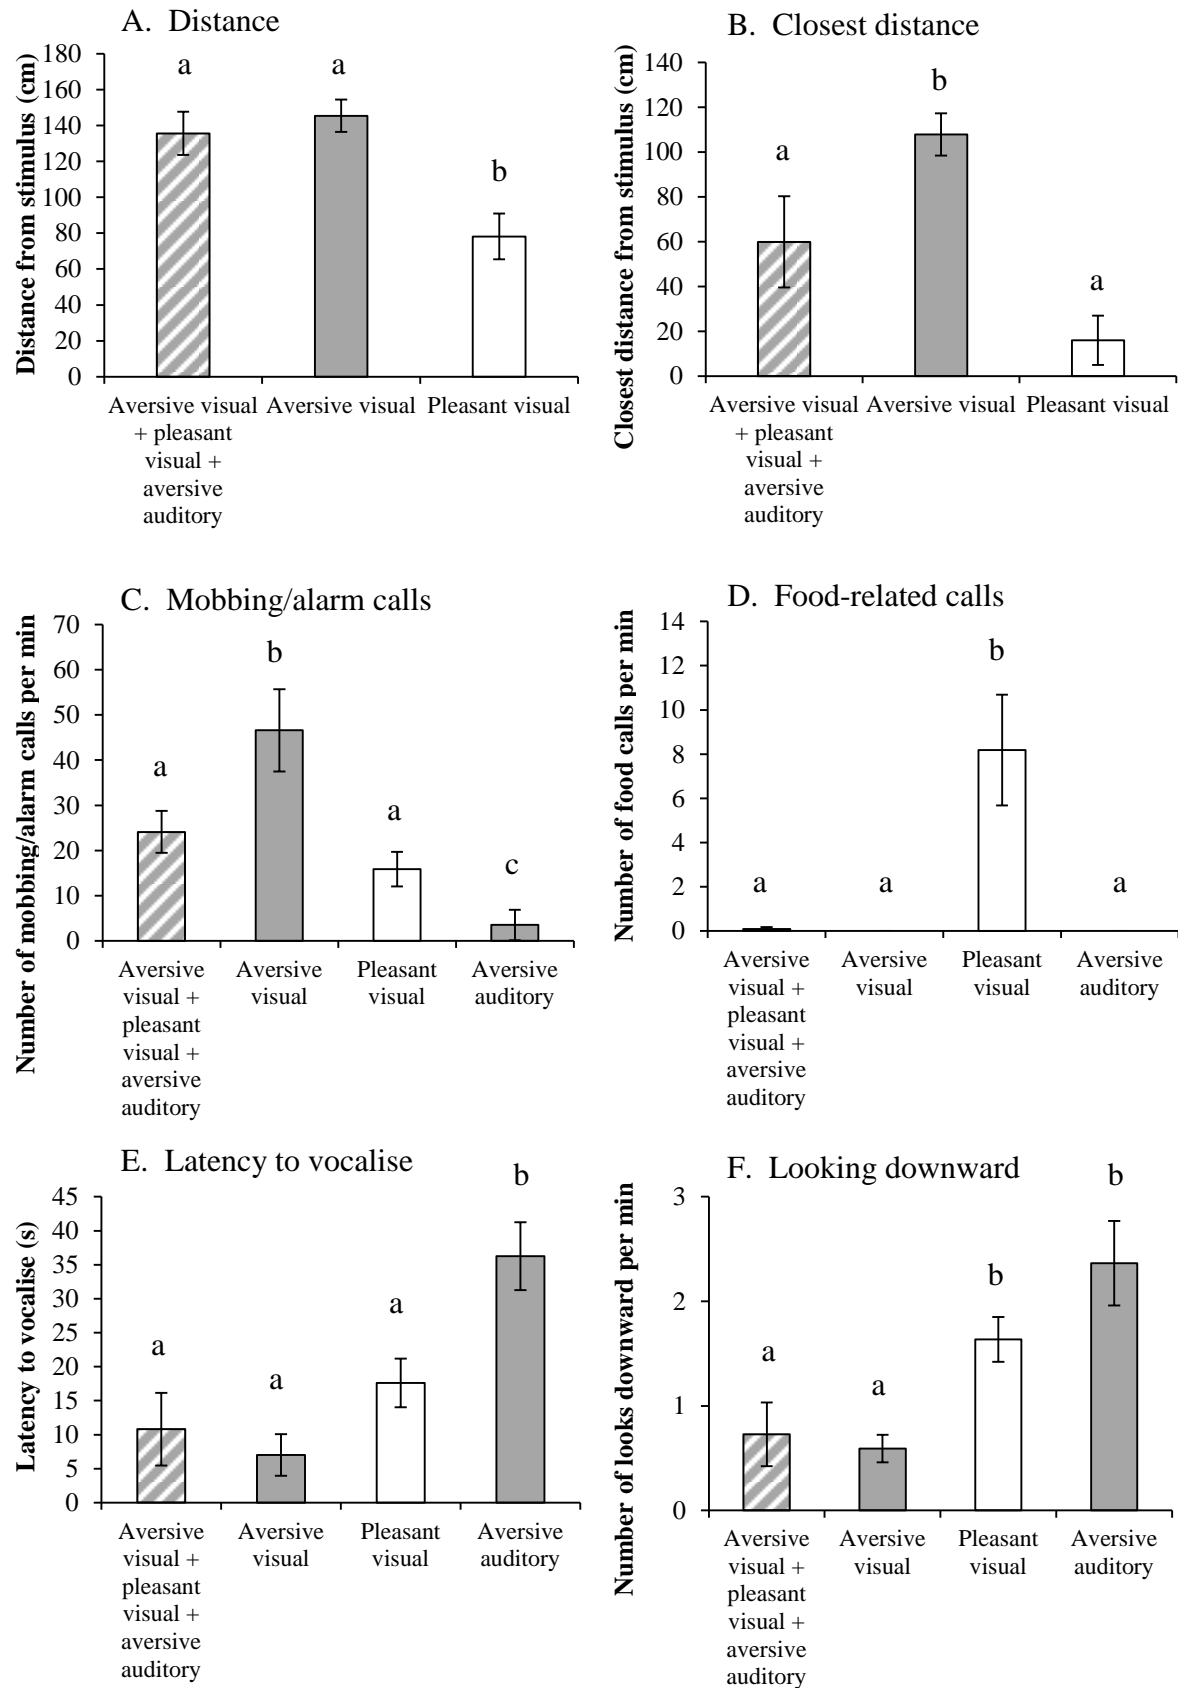 A. Distance
Distance from stimulus (cm)
180
160
140
120
100
80
60
40
20
0
a
a
b
Aversive visual
+ pleasant
visual +
aversive
auditory
Aversive visual
Pleasant visual
B. Closest distance
Closest distance from stimulus (cm)
140
120
100
80
60
40
20
0
a
b
a
Aversive visual
+ pleasant
visual +
aversive
auditory
Aversive visual
Pleasant visual
C. Mobbing/alarm calls
Number of mobbing/alarm calls per min
70
60
50
40
30
20
10
0
a
b
a
c
Aversive
visual +
pleasant
visual +
aversive
auditory
Aversive
visual
Pleasant
visual
Aversive
auditory
D. Food-related calls
Number of food calls per min
14
12
10
8
6
4
2
0
a
a
b
a
Aversive
visual +
pleasant
visual +
aversive
auditory
Aversive
visual
Pleasant
visual
Aversive
auditory
E. Latency to vocalise
Latency to vocalise (s)
45
40
35
30
25
20
15
10
5
0
a
a
a
b
Aversive
visual +
pleasant
visual +
aversive
auditory
Aversive
visual
Pleasant
visual
Aversive
auditory
F. Looking downward
Number of looks downward per min
3
2
1
0
a
a
b
b
Aversive
visual +
pleasant
visual +
aversive
auditory
Aversive
visual
Pleasant
visual
Aversive
auditory